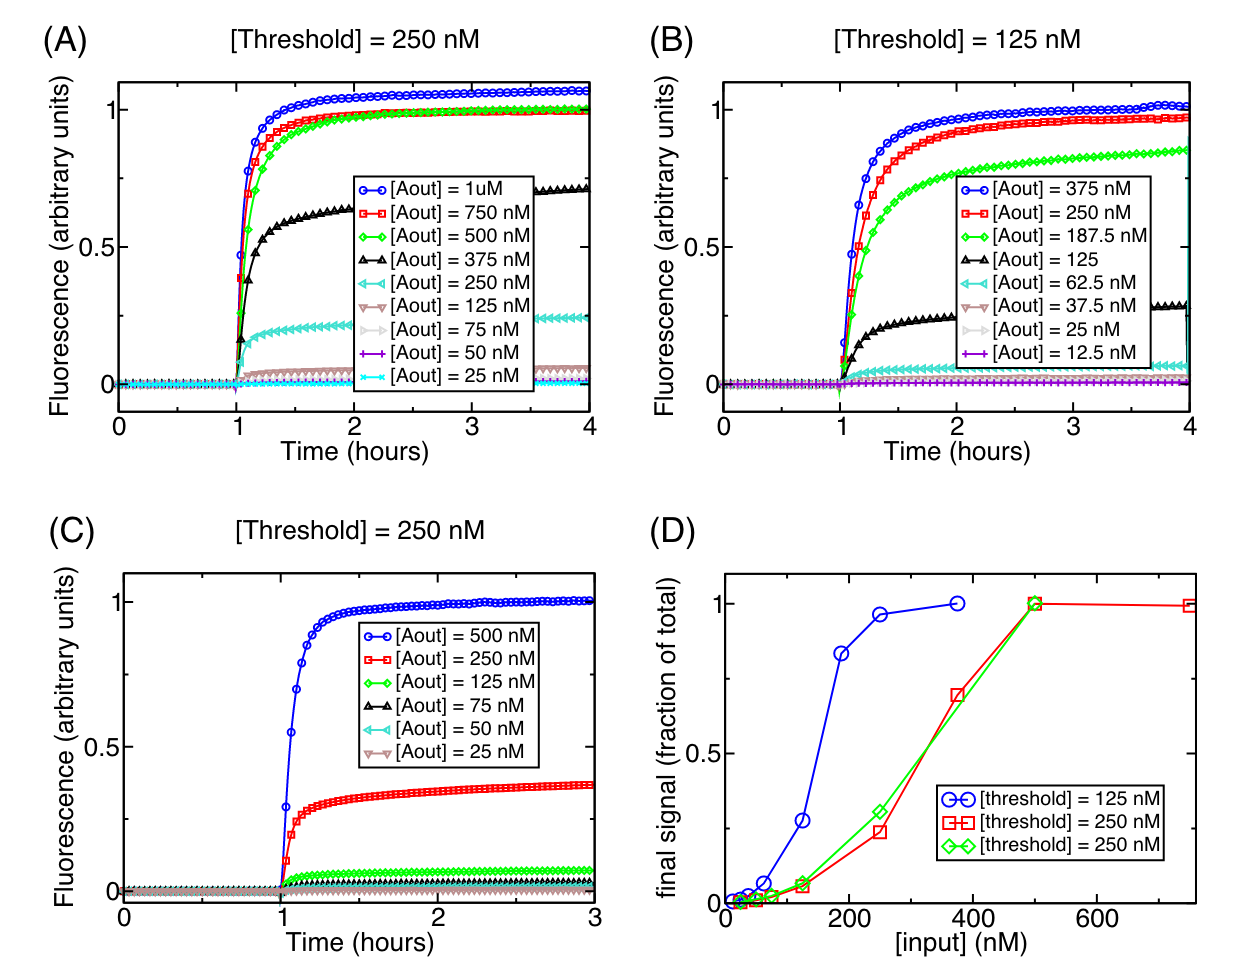 (A)
[Threshold] = 250 nM
Fluorescence (arbitrary units)
1
0.5
0
[Aout] = 1uM
[Aout] = 750 nM
[Aout] = 500 nM
[Aout] = 375 nM
[Aout] = 250 nM
[Aout] = 125 nM
[Aout] = 75 nM
[Aout] = 50 nM
[Aout] = 25 nM
0 1 2 3 4
Time (hours)
(B)
[Threshold] = 125 nM
Fluorescence (arbitrary units)
1
0.5
0
[Aout] = 375 nM
[Aout] = 250 nM
[Aout] = 187.5 nM
[Aout] = 125
[Aout] = 62.5 nM
[Aout] = 37.5 nM
[Aout] = 25 nM
[Aout] = 12.5 nM
0 1 2 3 4
Time (hours)
(C)
[Threshold] = 250 nM
Fluorescence (arbitrary units)
1
0.5
0
[Aout] = 500 nM
[Aout] = 250 nM
[Aout] = 125 nM
[Aout] = 75 nM
[Aout] = 50 nM
[Aout] = 25 nM
0 1 2 3
Time (hours)
(D)
final signal (fraction of total)
1
0.5
0
[threshold] = 125 nM
[threshold] = 250 nM
[threshold] = 250 nM
0 200 400 600
[input] (nM)